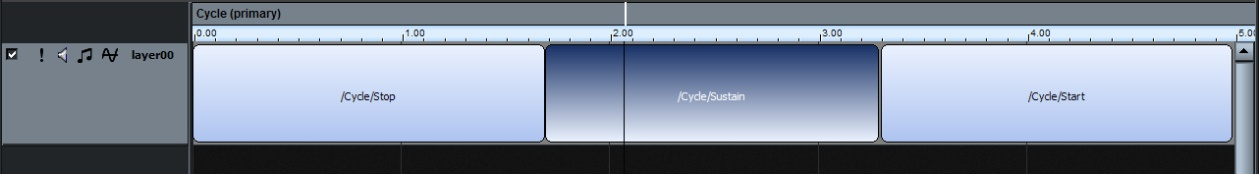 Cycle (primary)
0.00 1.00 2.00 3.00 4.00 5.00
layer00
/Cycle/Stop /Cycle/Sustain /Cycle/Start